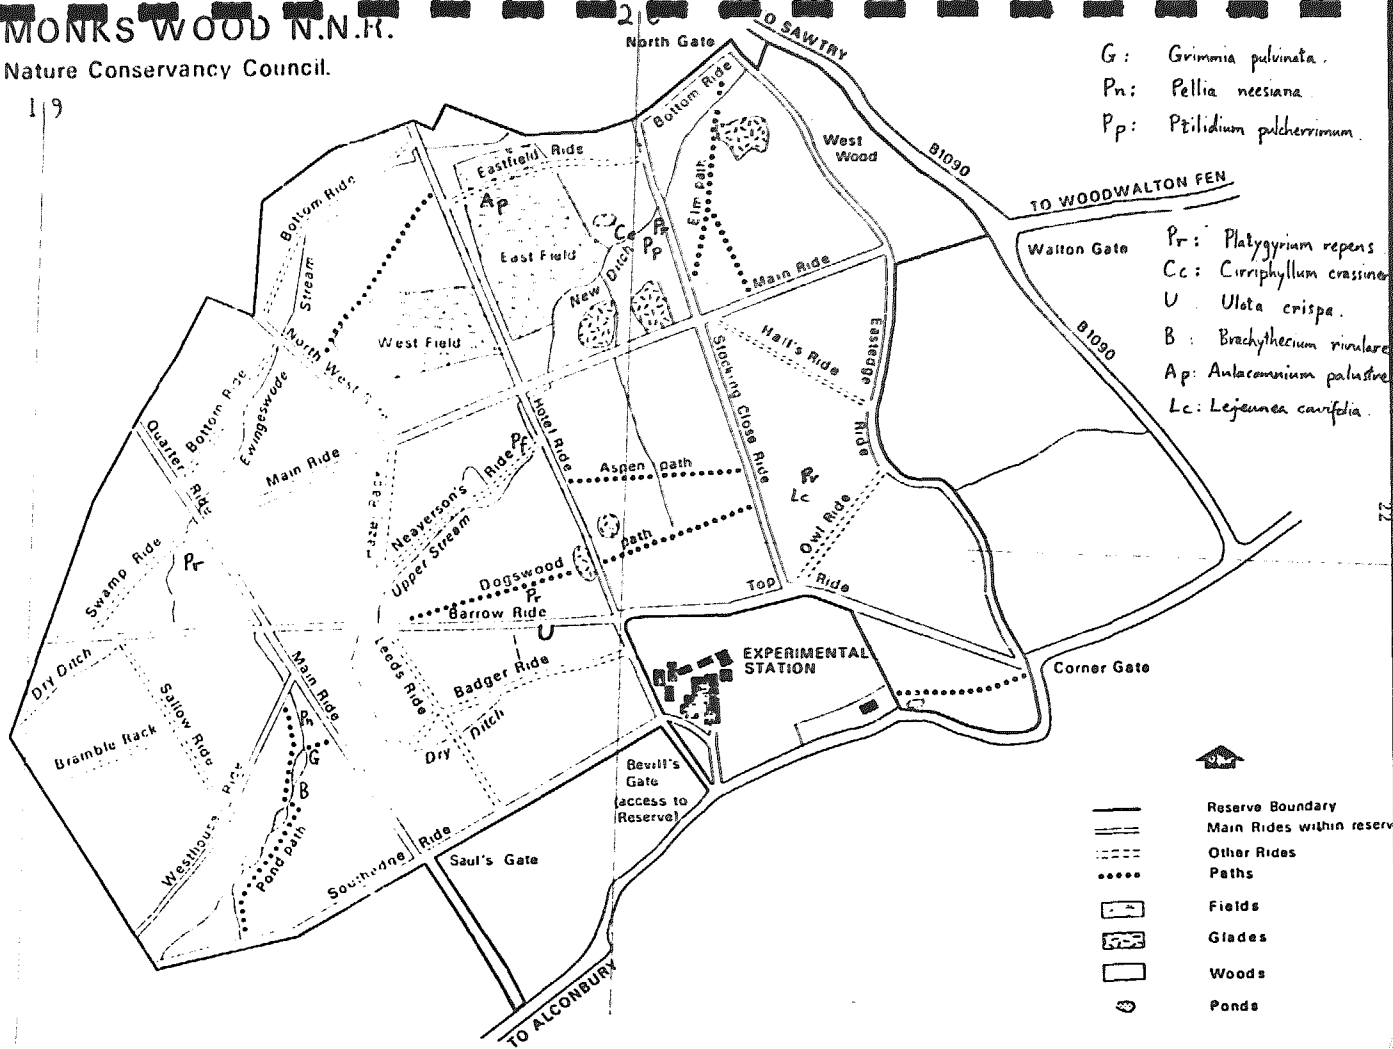 MONKS WOOD N.N.R.
Nature Conservancy Council.
19
North Gate
TO SAWTRY
G: Grimmia pulvinata.
Pn: Pellia neesiana
Pp: Ptilidium pulcherrimum.
Bottom Ride
West
Wood
B1090
TO WOODWALTON FEN
Walton Gate
Pr: Platygyrium repens
Cc: Cirriphyllum crassiner
U Ulota crispa.
B : Brachythecium rivulare
Ap: Aulacomnium palustre
Lc: Lejeunea cavifolia.
Eastfield Ride
Ap
Elm path
Bottom Ride
Stream
Cc
Pr
Pp
East Field
New Ditch
Main Ride
West Field
North West
Hall's Ride
Eastedge
Ride
B1090
Stocking Close Ride
Bottom Ride
Ewingeswode
Quarter Ride
Main Ride
Hotel Ride
Pf
Neaverson's Ride
Upper Stream
Aspen path
Pr
Lc
Owl Ride
22
Swamp Ride
Pr
Dogswood path
Pr
Barrow Ride
Top Ride
U
Dry Ditch
Main Ride
Leeds Ride
Badger Ride
EXPERIMENTAL
STATION
Corner Gate
Sallow Ride
Bramble Rack
Pn
G
B
Dry Ditch
Westhouse Ride
Pond path
Southedge Ride
Saul's Gate
Bevill's
Gate
(access to
Reserve)
TO ALCONBURY
Reserve Boundary
Main Rides within reserv
Other Rides
Paths
Fields
Glades
Woods
Ponds